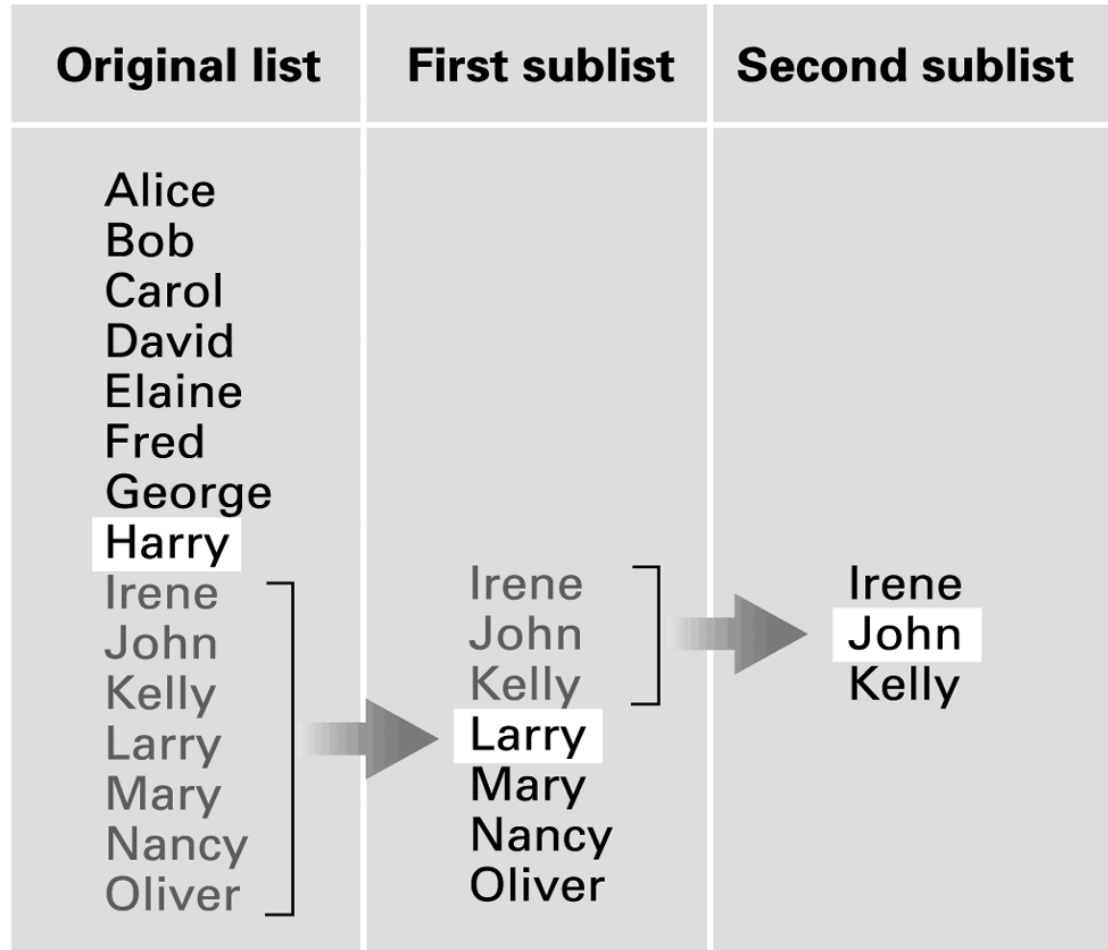 Original list
First sublist
Second sublist
Alice
Bob
Carol
David
Elaine
Fred
George
Harry
Irene
John
Kelly
Larry
Mary
Nancy
Oliver
Irene
John
Kelly
Larry
Mary
Nancy
Oliver
Irene
John
Kelly